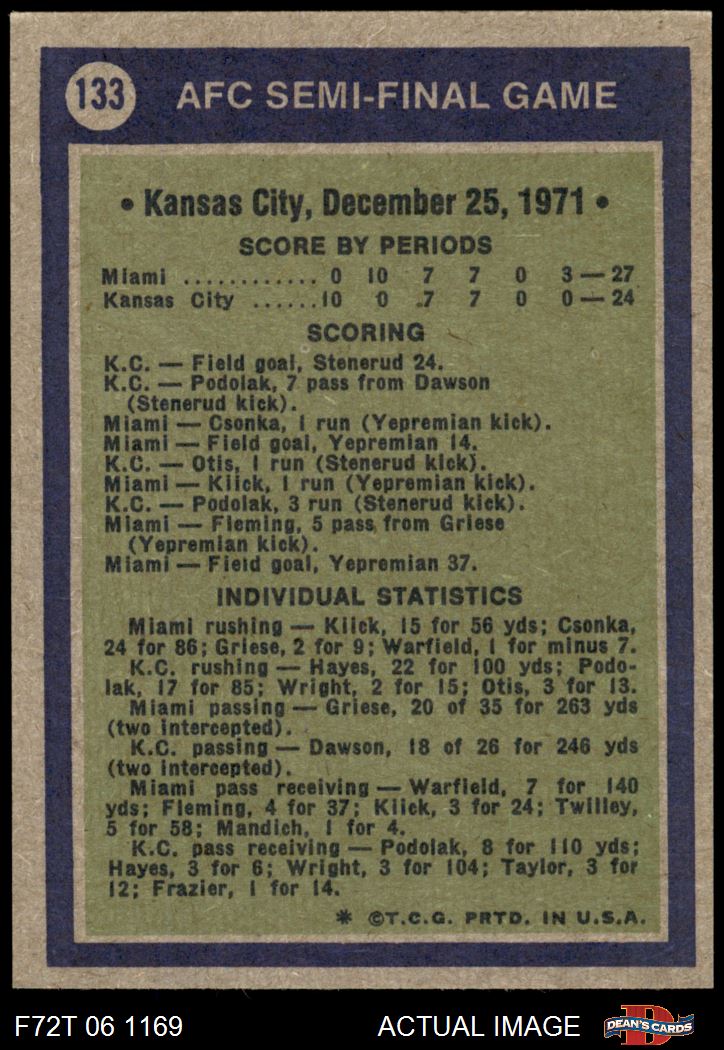 133 AFC SEMI-FINAL GAME
• Kansas City, December 25, 1971 •
SCORE BY PERIODS
Miami ............ 0 10 7 7 0 3 — 27
Kansas City ......10 0 7 7 0 0 — 24
SCORING
K.C. — Field goal, Stenerud 24.
K.C. — Podolak, 7 pass from Dawson
(Stenerud kick).
Miami — Csonka, 1 run (Yepremian kick).
Miami — Field goal, Yepremian 14.
K.C. — Otis, 1 run (Stenerud kick).
Miami — Kiick, 1 run (Yepremian kick).
K.C. — Podolak, 3 run (Stenerud kick).
Miami — Fleming, 5 pass from Griese
(Yepremian kick).
Miami — Field goal, Yepremian 37.
INDIVIDUAL STATISTICS
Miami rushing — Kiick, 15 for 56 yds; Csonka,
24 for 86; Griese, 2 for 9; Warfield, 1 for minus 7.
K.C. rushing — Hayes, 22 for 100 yds; Podo-
lak, 17 for 85; Wright, 2 for 15; Otis, 3 for 13.
Miami passing — Griese, 20 of 35 for 263 yds
(two intercepted).
K.C. passing — Dawson, 18 of 26 for 246 yds
(two intercepted).
Miami pass receiving — Warfield, 7 for 140
yds; Fleming, 4 for 37; Kiick, 3 for 24; Twilley,
5 for 58; Mandich, 1 for 4.
K.C. pass receiving — Podolak, 8 for 110 yds;
Hayes, 3 for 6; Wright, 3 for 104; Taylor, 3 for
12; Frazier, 1 for 14.
* ©T.C.G. PRTD. IN U.S.A.
F72T 06 1169 ACTUAL IMAGE D DEAN'S CARDS